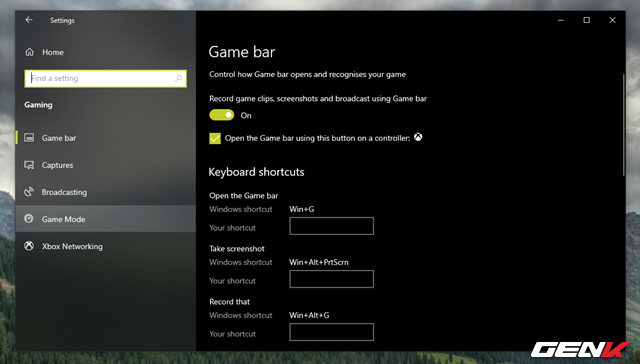 Settings
Home
Find a setting
Gaming
Game bar
Captures
Broadcasting
Game Mode
Xbox Networking
Game bar
Control how Game bar opens and recognises your game
Record game clips, screenshots and broadcast using Game bar
On
Open the Game bar using this button on a controller:
Keyboard shortcuts
Open the Game bar
Windows shortcut Win+G
Your shortcut
Take screenshot
Windows shortcut Win+Alt+PrtScrn
Your shortcut
Record that
Windows shortcut Win+Alt+G
Your shortcut
GENK